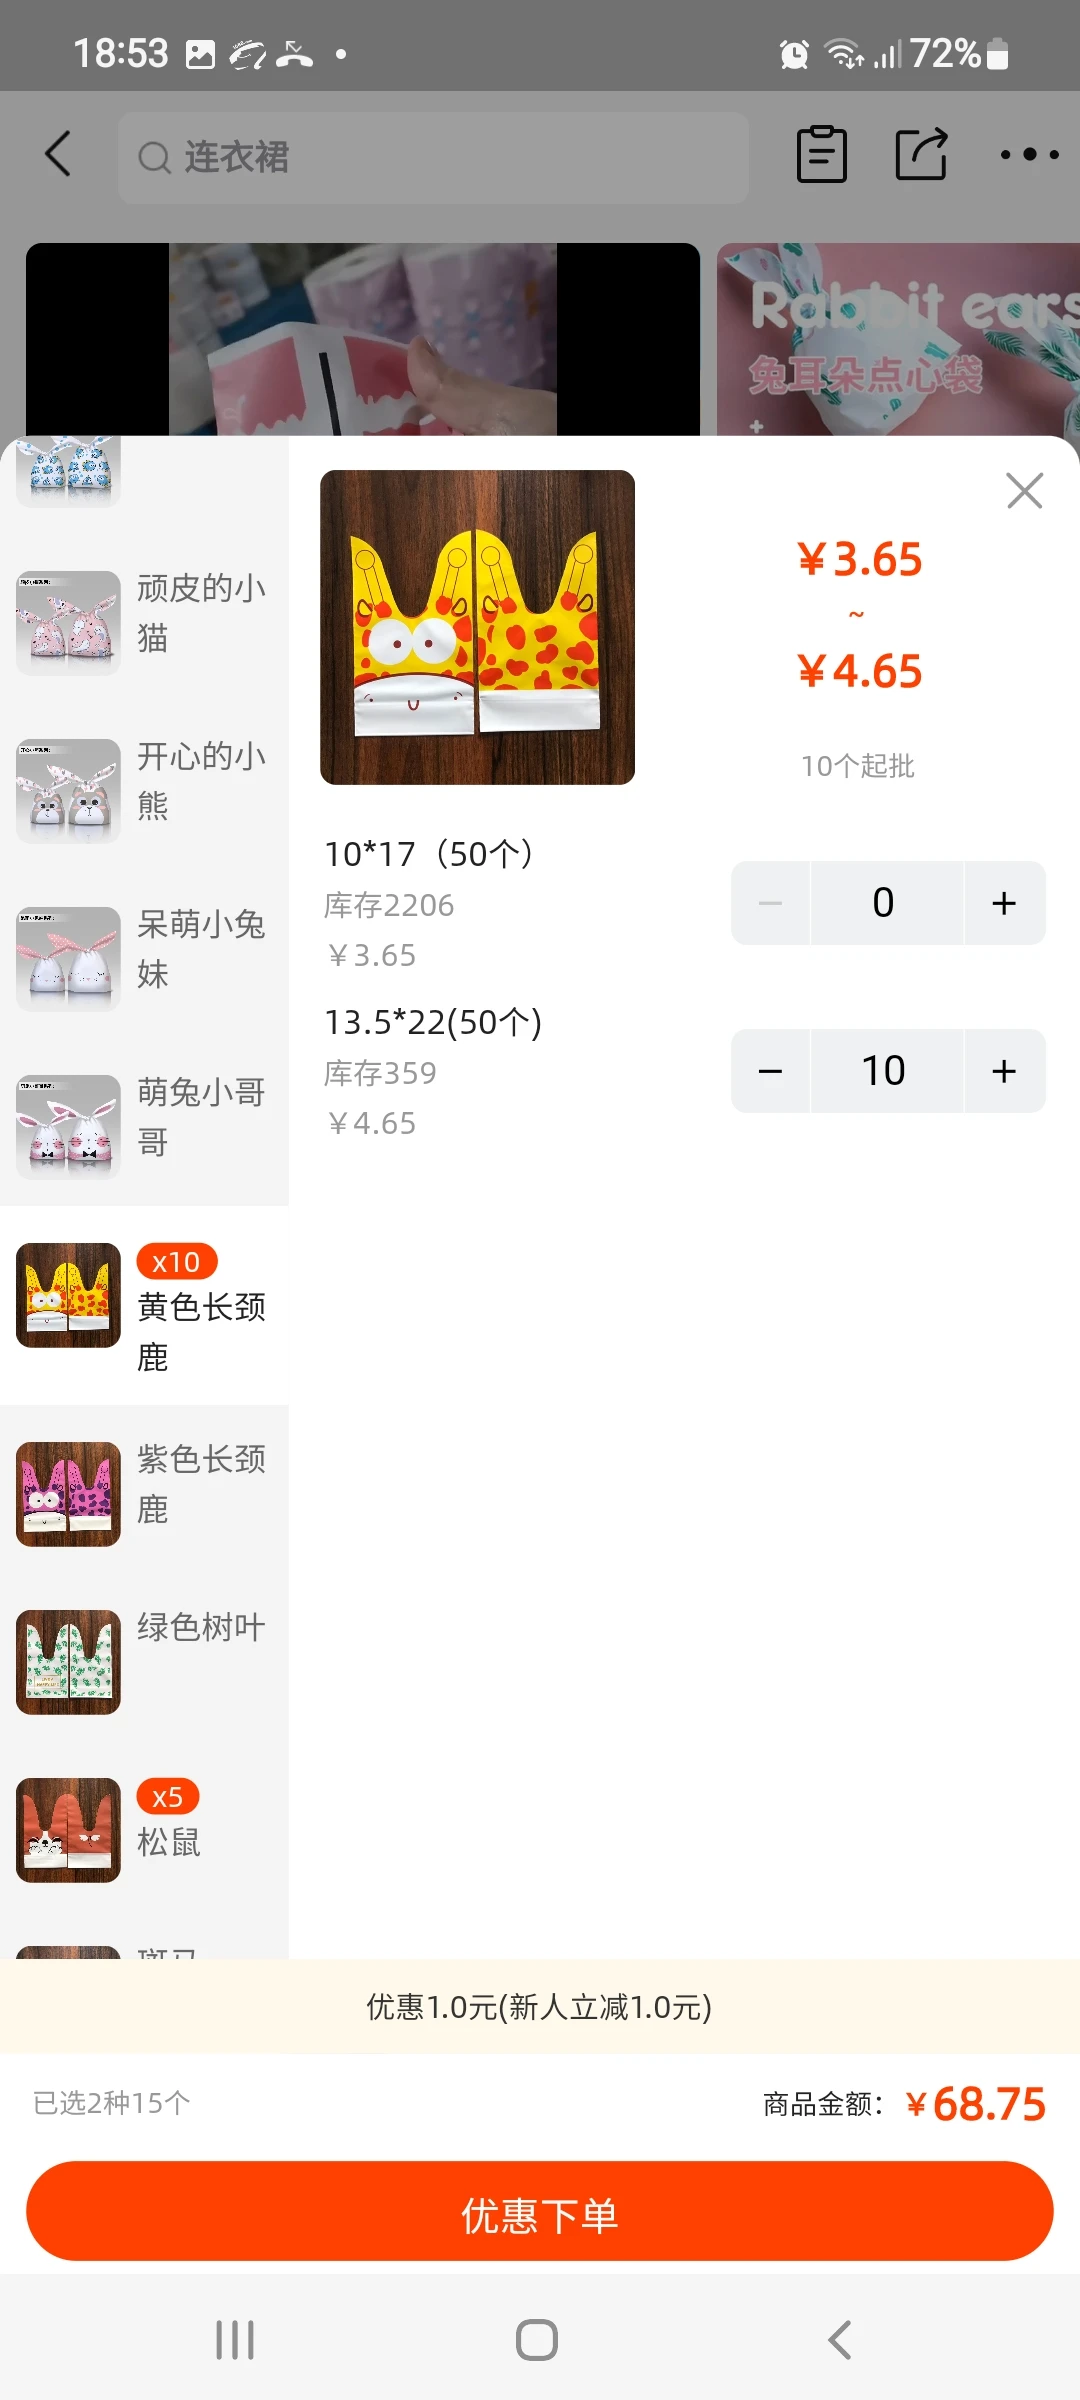 18:53
72%
连衣裙
Rabbit ears
兔耳朵点心袋
¥3.65
~
¥4.65
10个起批
顽皮的小
猫
开心的小
熊
呆萌小兔
妹
萌兔小哥
哥
x10
黄色长颈
鹿
紫色长颈
鹿
绿色树叶
x5
松鼠
斑马
10*17（50个）
库存2206
¥3.65
0
13.5*22(50个)
库存359
¥4.65
10
优惠1.0元(新人立减1.0元)
已选2种15个
商品金额：¥68.75
优惠下单